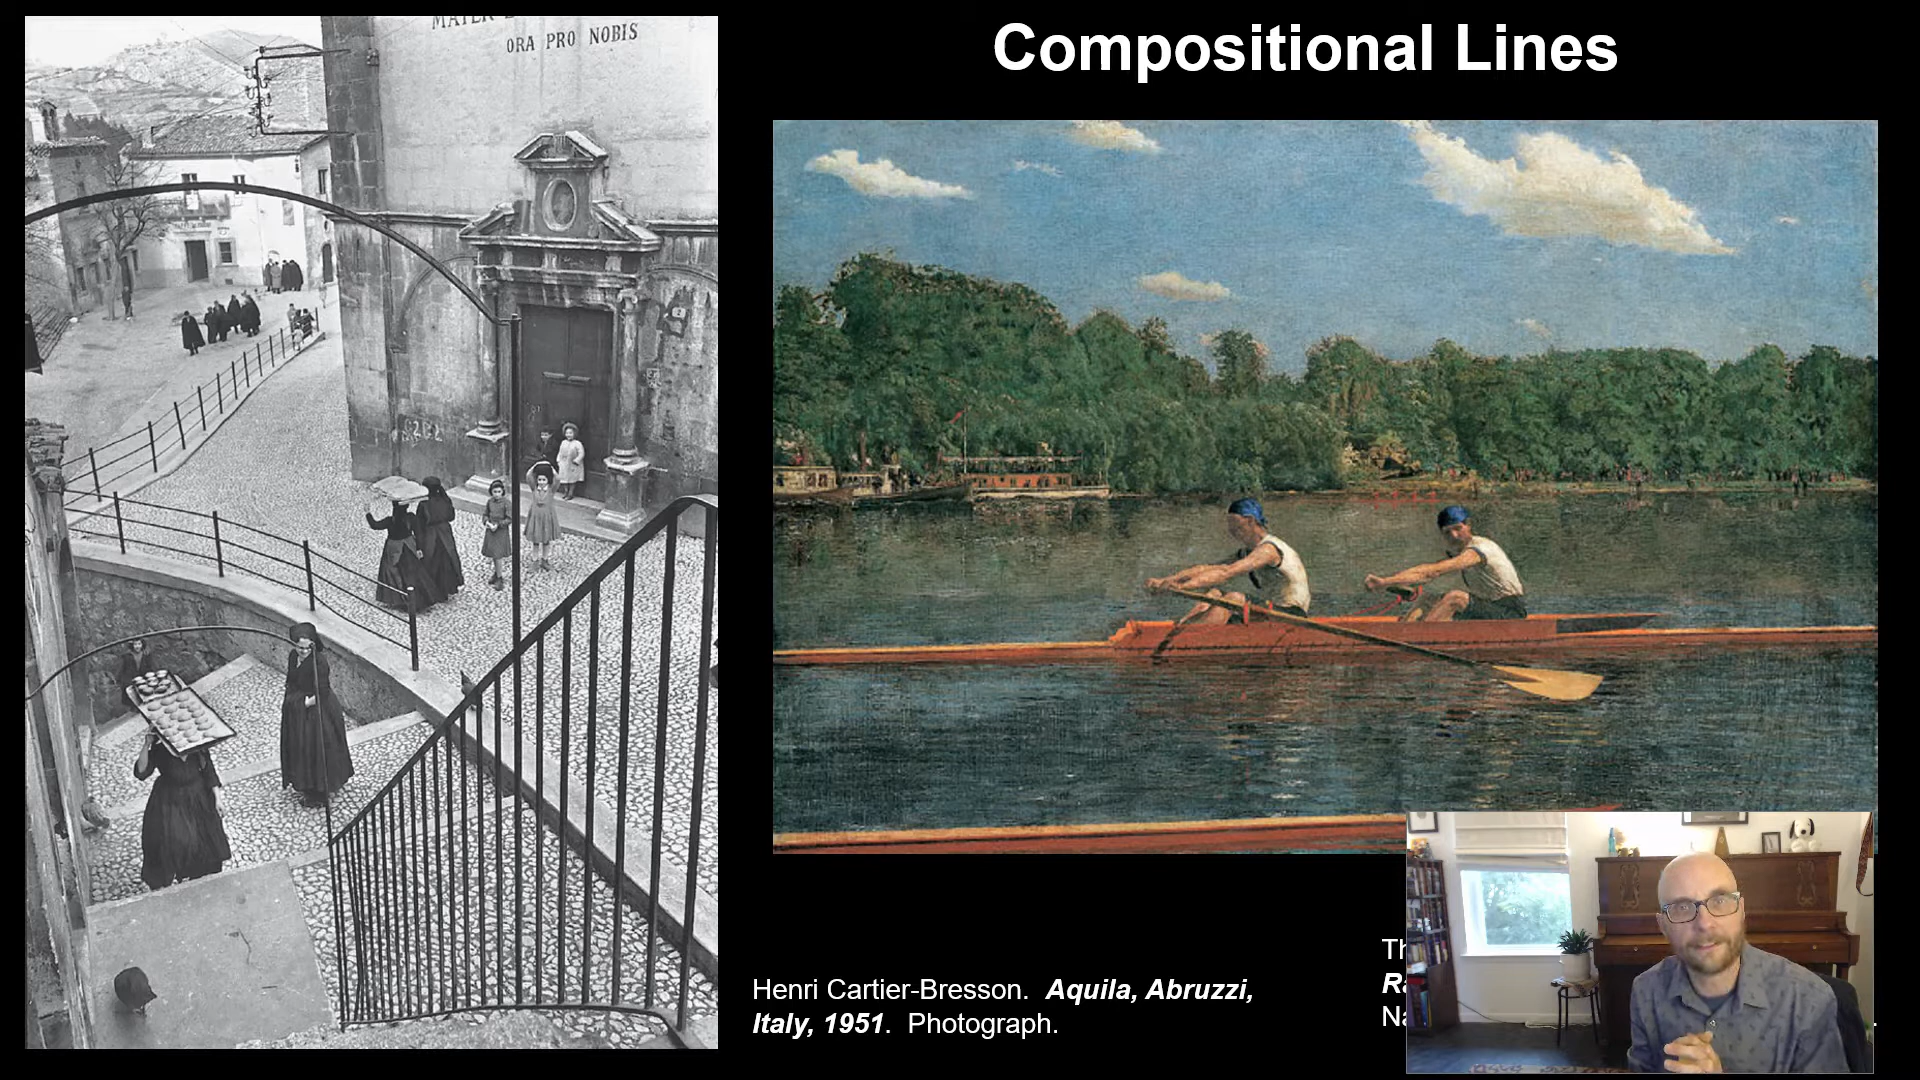 Compositional Lines
ORA PRO NOBIS
Henri Cartier-Bresson. Aquila, Abruzzi,
Italy, 1951. Photograph.